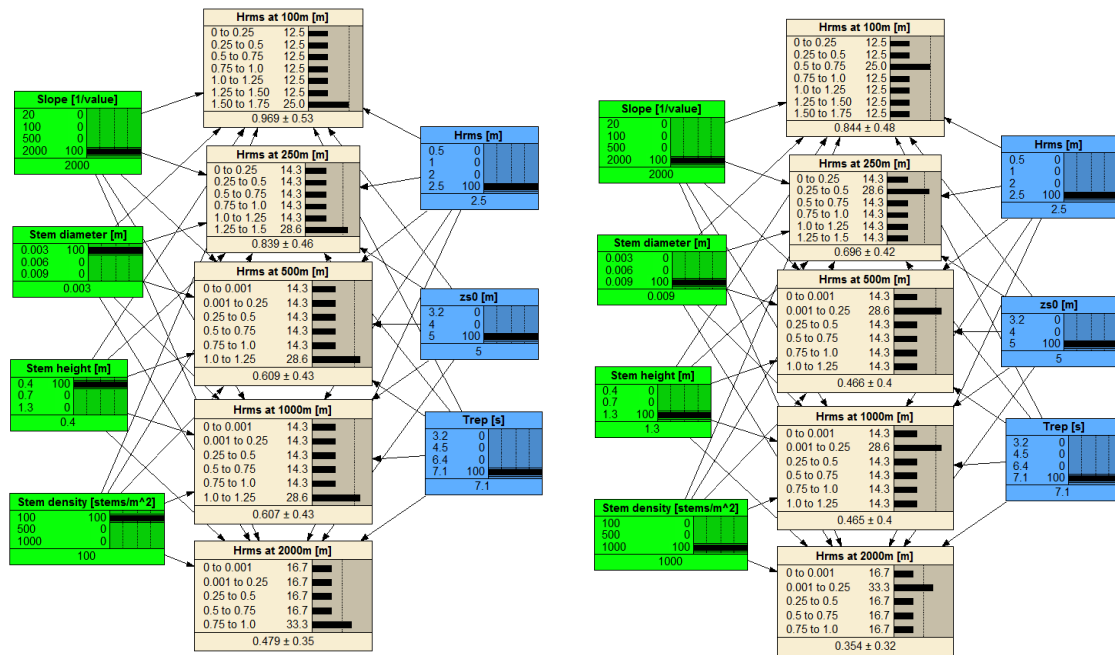 Hrms at 100m [m]
0 to 0.25 12.5
0.25 to 0.5 12.5
0.5 to 0.75 12.5
0.75 to 1.0 12.5
1.0 to 1.25 12.5
1.25 to 1.50 12.5
1.50 to 1.75 25.0
0.969 ± 0.53
Slope [1/value]
20 0
100 0
500 0
2000 100
2000
Hrms [m]
0.5 0
1 0
2 0
2.5 100
2.5
Hrms at 250m [m]
0 to 0.25 14.3
0.25 to 0.5 14.3
0.5 to 0.75 14.3
0.75 to 1.0 14.3
1.0 to 1.25 14.3
1.25 to 1.5 28.6
0.839 ± 0.46
Stem diameter [m]
0.003 100
0.006 0
0.009 0
0.003
Hrms at 500m [m]
0 to 0.001 14.3
0.001 to 0.25 14.3
0.25 to 0.5 14.3
0.5 to 0.75 14.3
0.75 to 1.0 14.3
1.0 to 1.25 28.6
0.609 ± 0.43
zs0 [m]
3.2 0
4 0
5 100
5
Stem height [m]
0.4 100
0.7 0
1.3 0
0.4
Hrms at 1000m [m]
0 to 0.001 14.3
0.001 to 0.25 14.3
0.25 to 0.5 14.3
0.5 to 0.75 14.3
0.75 to 1.0 14.3
1.0 to 1.25 28.6
0.607 ± 0.43
Trep [s]
3.2 0
4.5 0
6.4 0
7.1 100
7.1
Stem density [stems/m^2]
100 100
500 0
1000 0
100
Hrms at 2000m [m]
0 to 0.001 16.7
0.001 to 0.25 16.7
0.25 to 0.5 16.7
0.5 to 0.75 16.7
0.75 to 1.0 33.3
0.479 ± 0.35
Hrms at 100m [m]
0 to 0.25 12.5
0.25 to 0.5 12.5
0.5 to 0.75 25.0
0.75 to 1.0 12.5
1.0 to 1.25 12.5
1.25 to 1.50 12.5
1.50 to 1.75 12.5
0.844 ± 0.48
Slope [1/value]
20 0
100 0
500 0
2000 100
2000
Hrms [m]
0.5 0
1 0
2 0
2.5 100
2.5
Hrms at 250m [m]
0 to 0.25 14.3
0.25 to 0.5 28.6
0.5 to 0.75 14.3
0.75 to 1.0 14.3
1.0 to 1.25 14.3
1.25 to 1.5 14.3
0.696 ± 0.42
Stem diameter [m]
0.003 0
0.006 0
0.009 100
0.009
Hrms at 500m [m]
0 to 0.001 14.3
0.001 to 0.25 28.6
0.25 to 0.5 14.3
0.5 to 0.75 14.3
0.75 to 1.0 14.3
1.0 to 1.25 14.3
0.466 ± 0.4
zs0 [m]
3.2 0
4 0
5 100
5
Stem height [m]
0.4 0
0.7 0
1.3 100
1.3
Hrms at 1000m [m]
0 to 0.001 14.3
0.001 to 0.25 28.6
0.25 to 0.5 14.3
0.5 to 0.75 14.3
0.75 to 1.0 14.3
1.0 to 1.25 14.3
0.465 ± 0.4
Trep [s]
3.2 0
4.5 0
6.4 0
7.1 100
7.1
Stem density [stems/m^2]
100 0
500 0
1000 100
1000
Hrms at 2000m [m]
0 to 0.001 16.7
0.001 to 0.25 33.3
0.25 to 0.5 16.7
0.5 to 0.75 16.7
0.75 to 1.0 16.7
0.354 ± 0.32